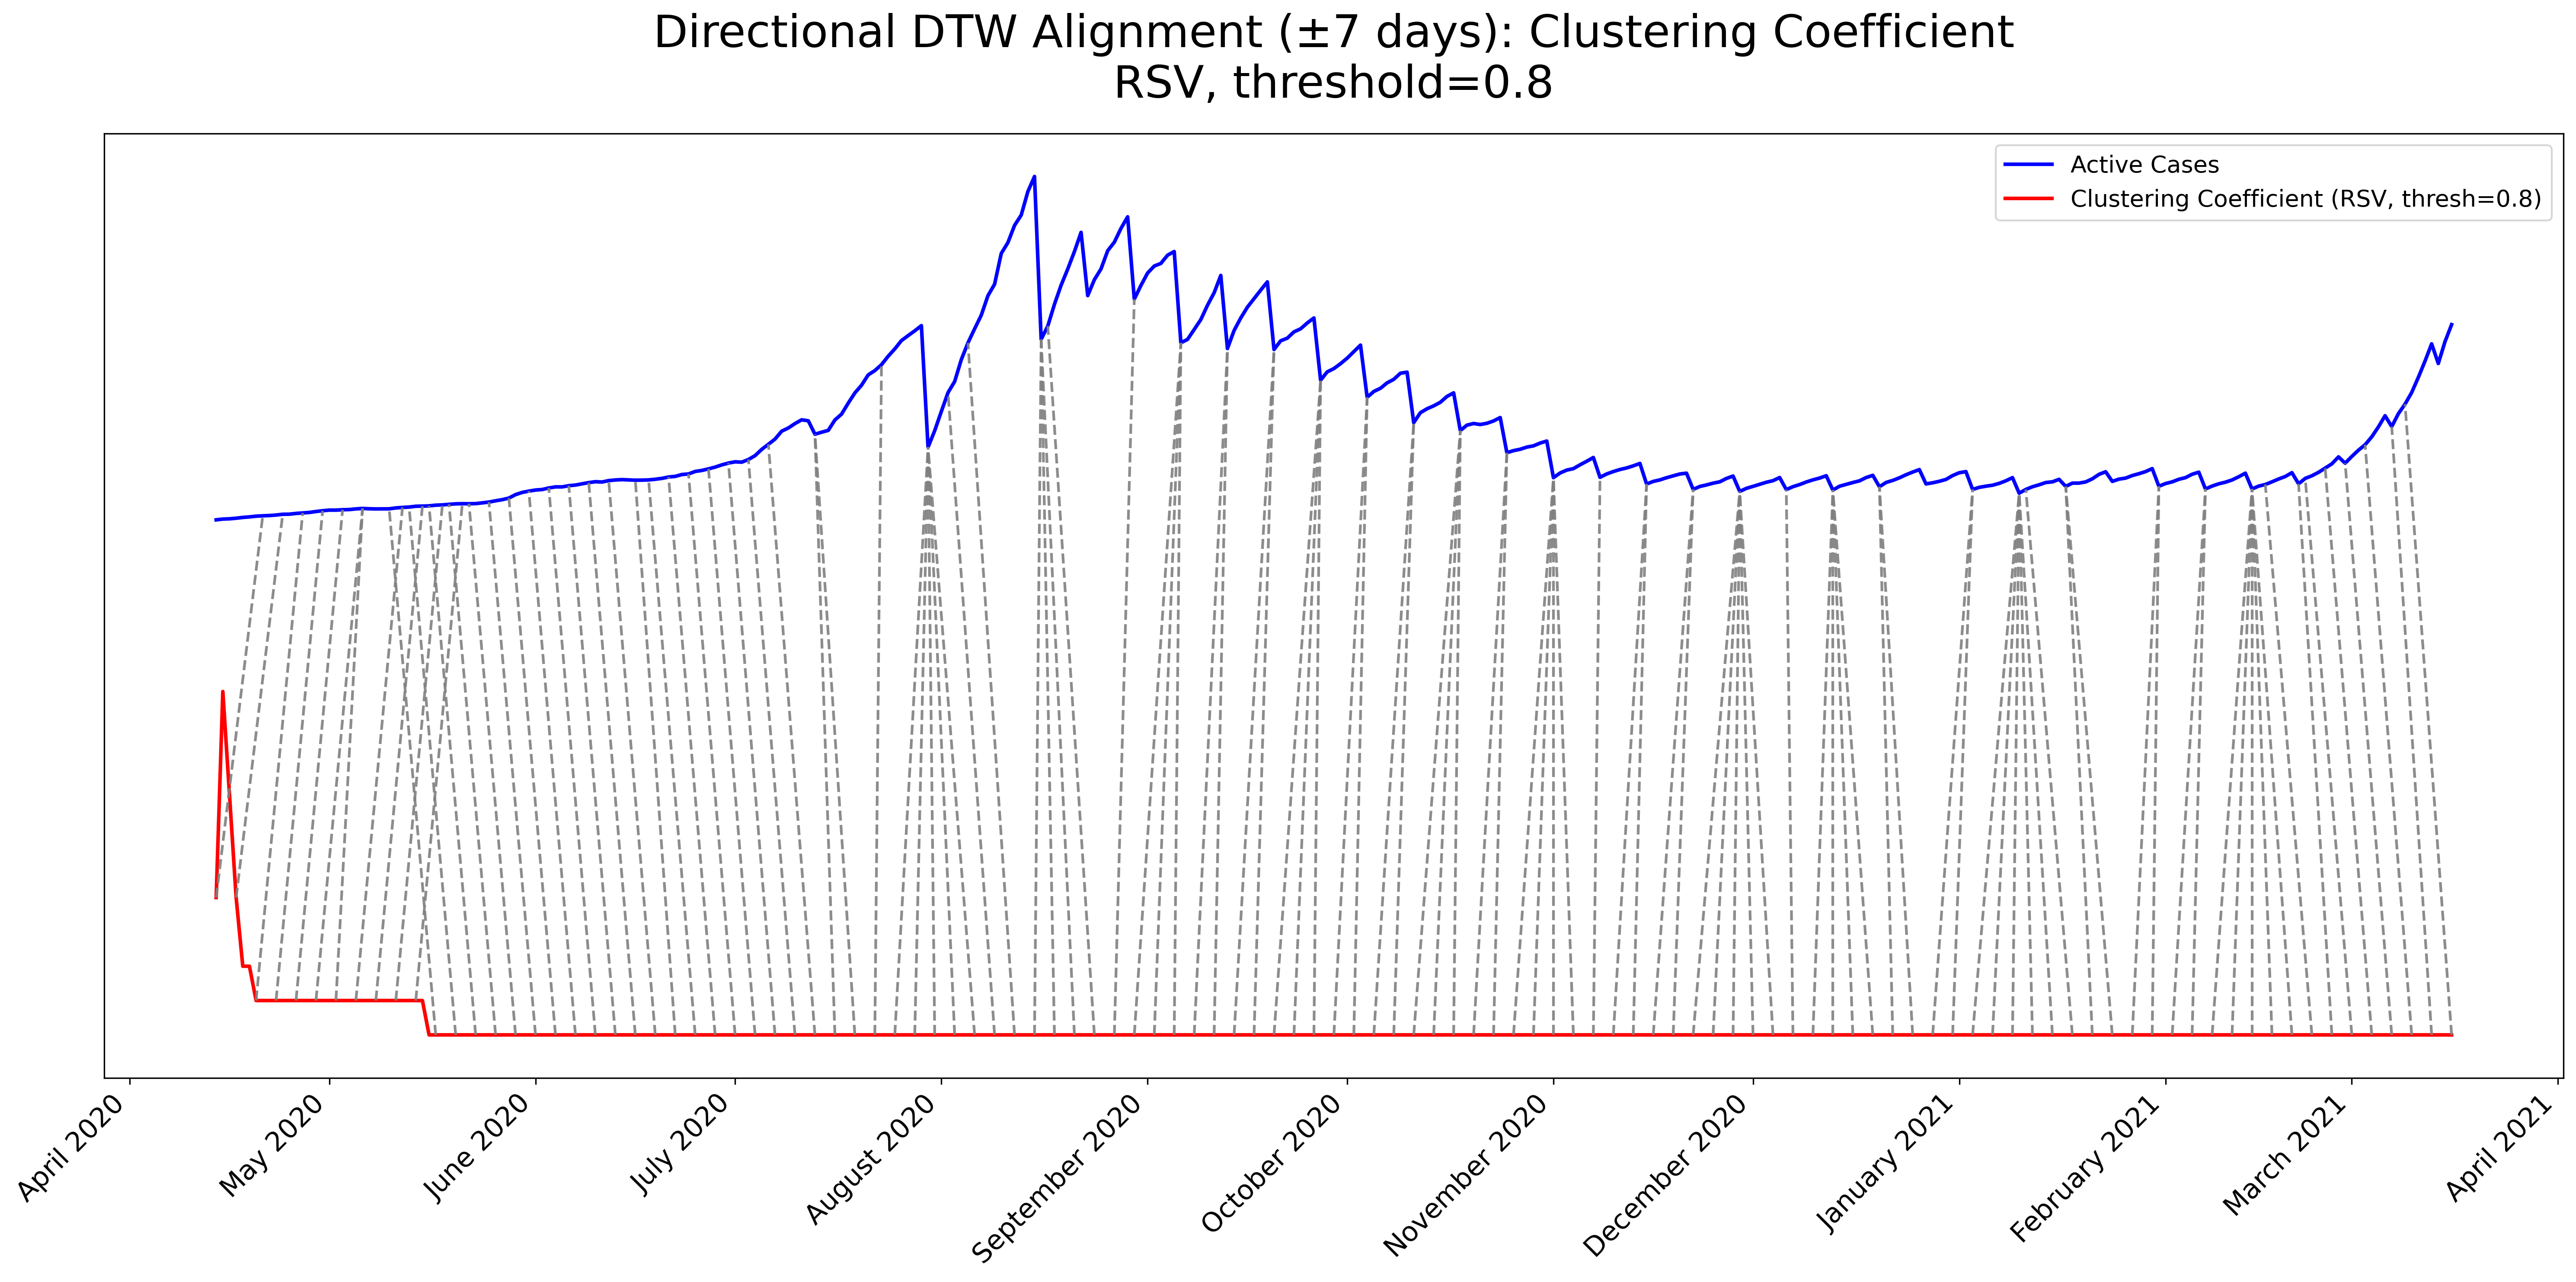 Directional DTW Alignment (±7 days): Clustering Coefficient
RSV, threshold=0.8
Active Cases
Clustering Coefficient (RSV, thresh=0.8)
April 2020
May 2020
June 2020
July 2020
August 2020
September 2020
October 2020
November 2020
December 2020
January 2021
February 2021
March 2021
April 2021